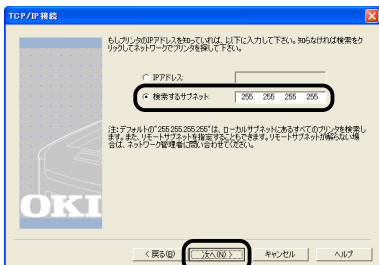 TCP/IP接続
もしプリンタのIPアドレスを知っていれば、以下に入力して下さい。知らなければ検索をク
リックしてネットワークでプリンタを探して下さい。
IPアドレス:
検索するサブネット: 255 255 255 255
注:デフォルトの"255.255.255.255"は、ローカルサブネットにあるすべてのプリンタを検索し
ます。また、リモートサブネットを指定することもできます。リモートサブネットが解らない場
合は、ネットワーク管理者に問い合わせてください。
OKI
< 戻る(B) 次へ(N) > キャンセル ヘルプ